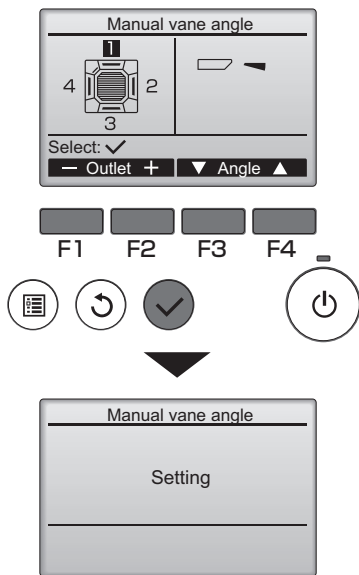 Manual vane angle
1
4 2
3
Select: ✓
− Outlet + ▼ Angle ▲
F1 F2 F3 F4
Manual vane angle
Setting